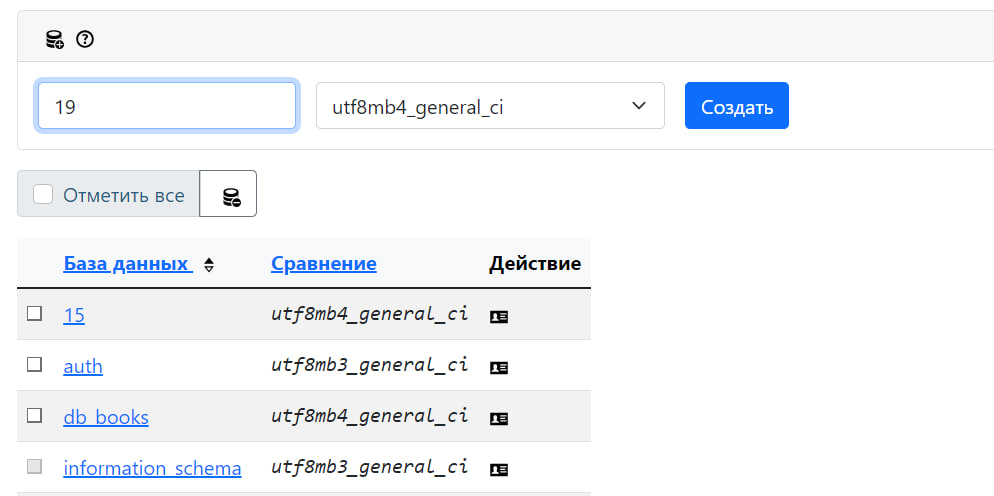 19 utf8mb4_general_ci Создать
Отметить все
База данных Сравнение Действие
15 utf8mb4_general_ci
auth utf8mb3_general_ci
db_books utf8mb4_general_ci
information_schema utf8mb3_general_ci